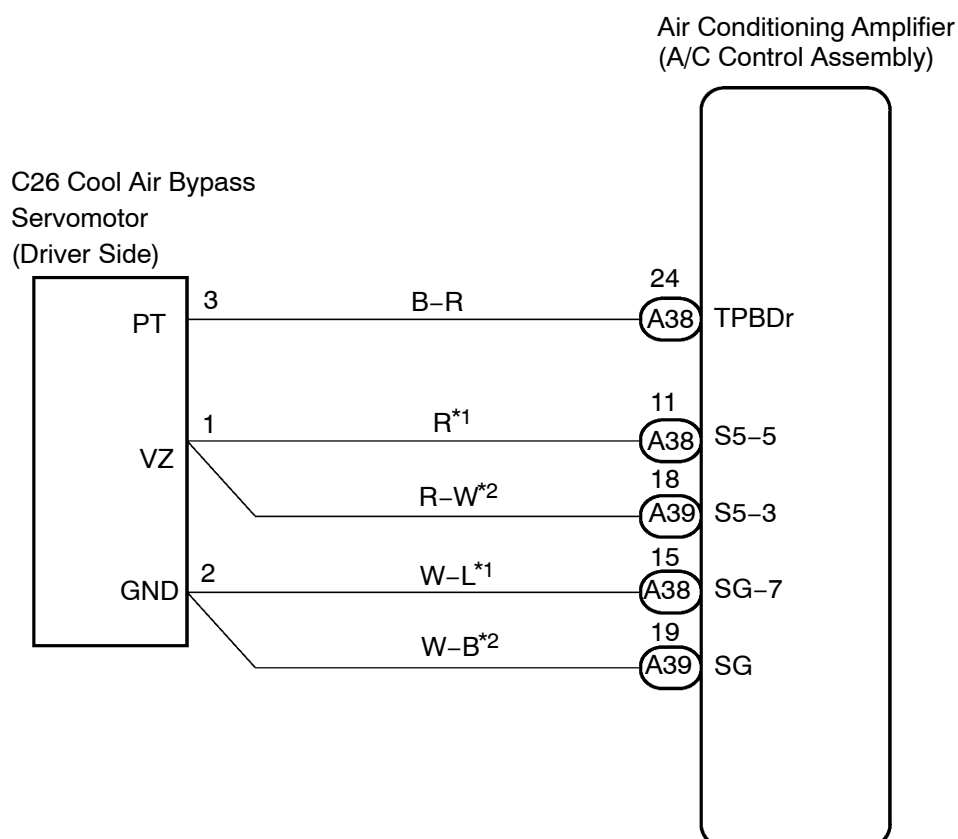 Air Conditioning Amplifier
(A/C Control Assembly)
C26 Cool Air Bypass
Servomotor
(Driver Side)
PT
3
B−R
24
A38
TPBDr
VZ
1
R*1
11
A38
S5−5
R−W*2
18
A39
S5−3
GND
2
W−L*1
15
A38
SG−7
W−B*2
19
A39
SG